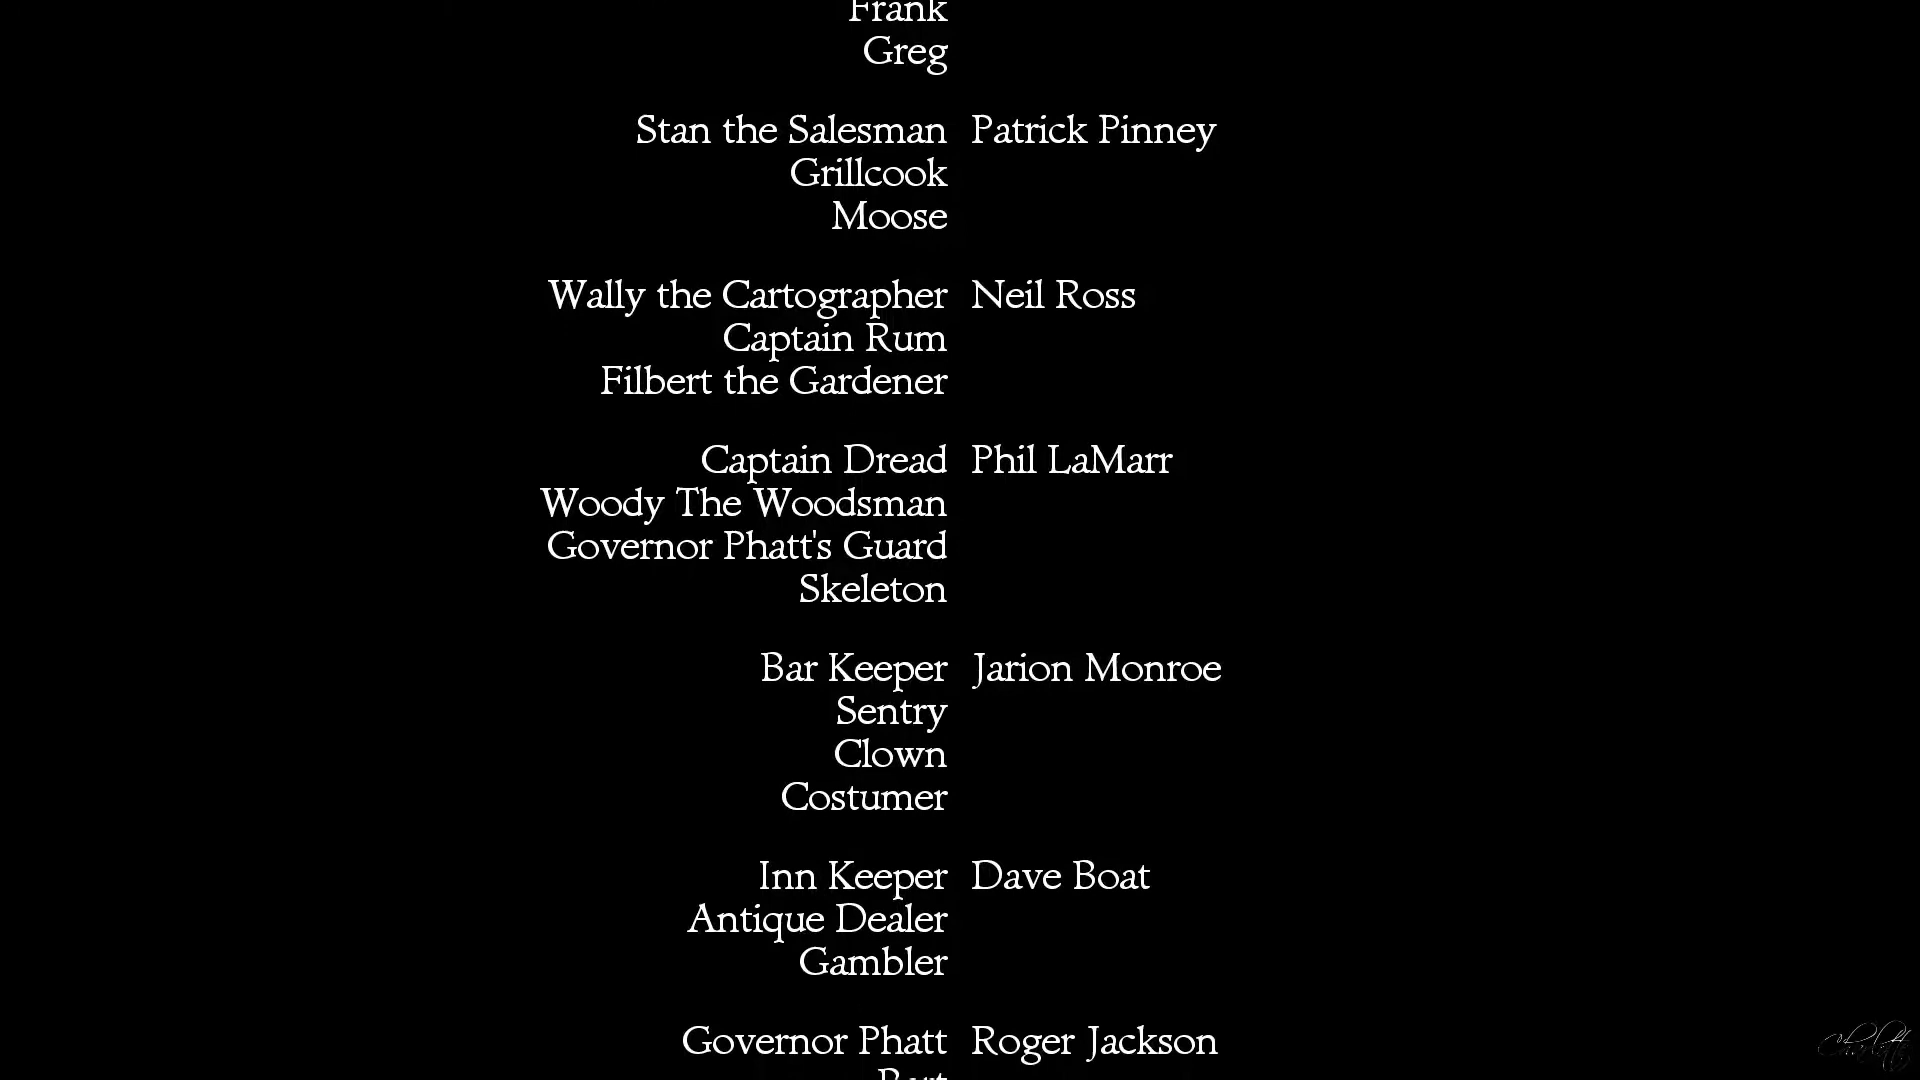 Frank
Greg
Stan the Salesman Patrick Pinney
Grillcook
Moose
Wally the Cartographer Neil Ross
Captain Rum
Filbert the Gardener
Captain Dread Phil LaMarr
Woody The Woodsman
Governor Phatt's Guard
Skeleton
Bar Keeper Jarion Monroe
Sentry
Clown
Costumer
Inn Keeper Dave Boat
Antique Dealer
Gambler
Governor Phatt Roger Jackson